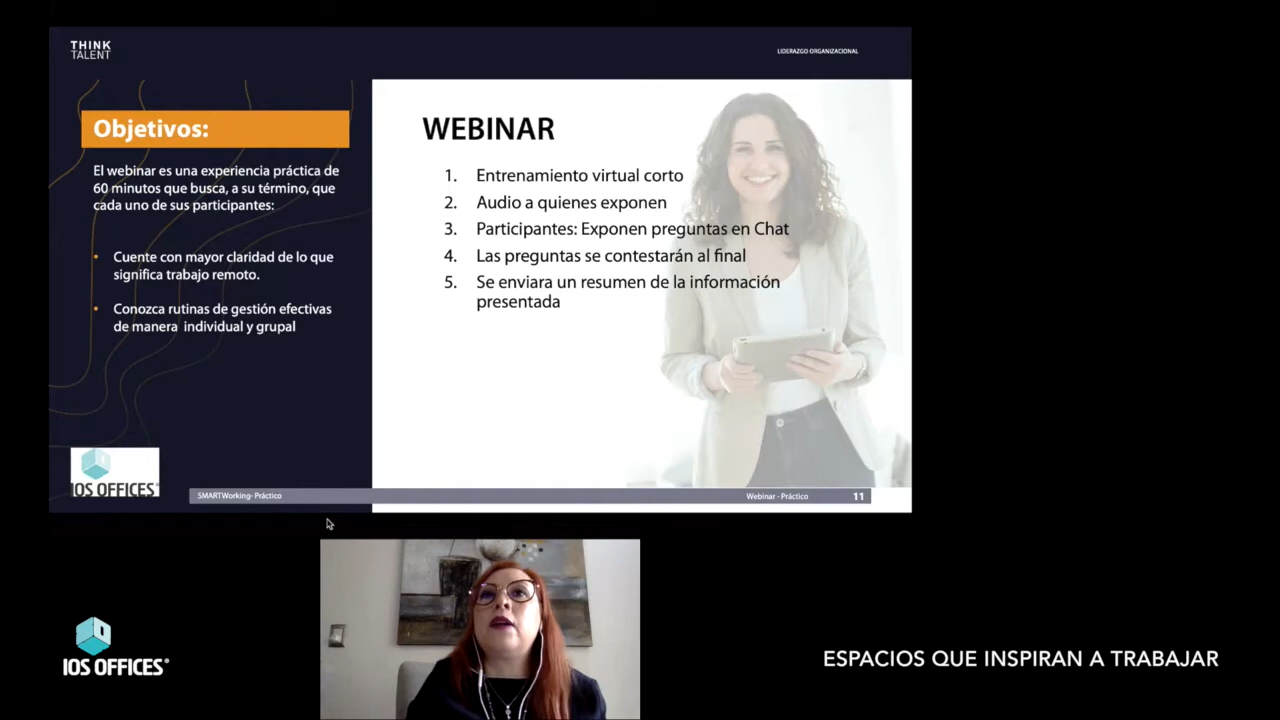 THINK
TALENT
LIDERAZGO ORGANIZACIONAL
Objetivos:
El webinar es una experiencia práctica de
60 minutos que busca, a su término, que
cada uno de sus participantes:
• Cuente con mayor claridad de lo que
significa trabajo remoto.
• Conozca rutinas de gestión efectivas
de manera individual y grupal
WEBINAR
1. Entrenamiento virtual corto
2. Audio a quienes exponen
3. Participantes: Exponen preguntas en Chat
4. Las preguntas se contestarán al final
5. Se enviara un resumen de la información
presentada
IOS OFFICES®
SMARTWorking- Práctico
Webinar - Práctico
11
IOS OFFICES®
ESPACIOS QUE INSPIRAN A TRABAJAR